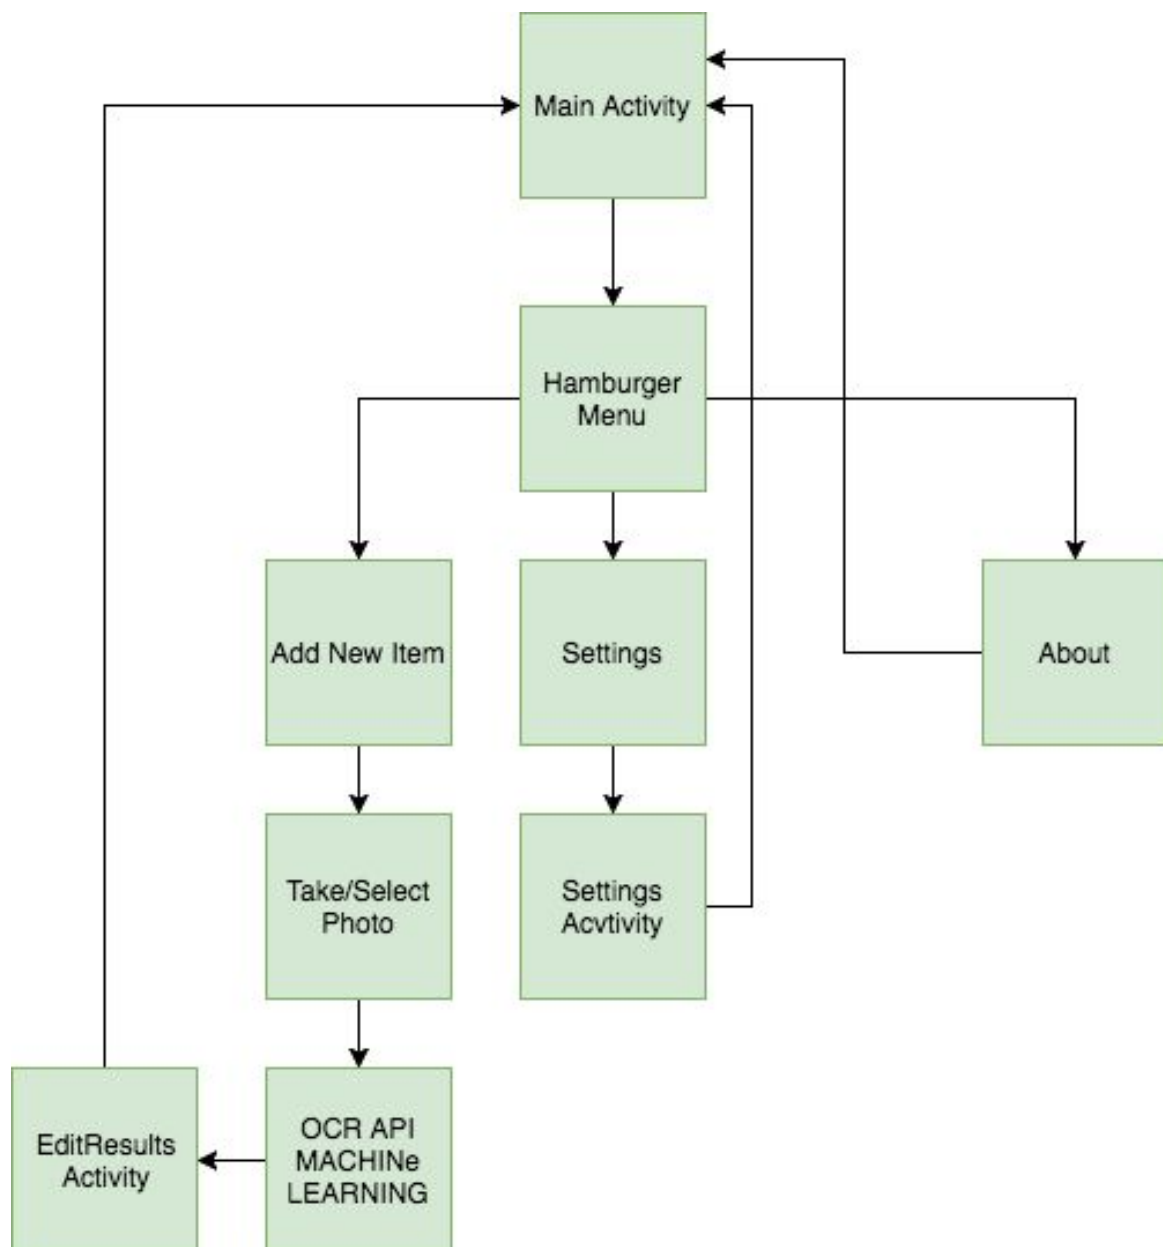 Main Activity
Hamburger
Menu
Add New Item
Settings
About
Take/Select
Photo
Settings
Acvtivity
EditResults
Activity
OCR API
MACHINe
LEARNING